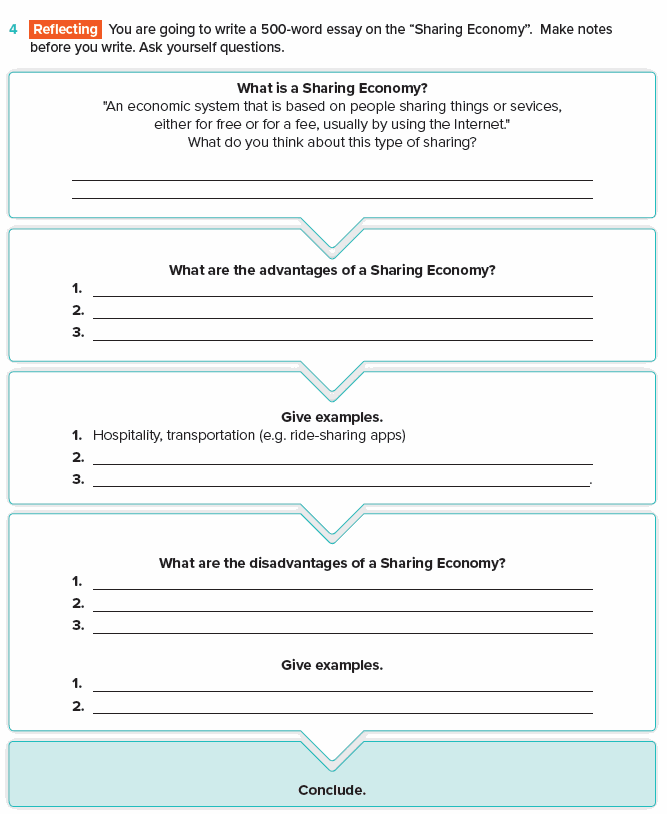 4 Reflecting You are going to write a 500-word essay on the “Sharing Economy”. Make notes
before you write. Ask yourself questions.
What is a Sharing Economy?
"An economic system that is based on people sharing things or sevices,
either for free or for a fee, usually by using the Internet."
What do you think about this type of sharing?
What are the advantages of a Sharing Economy?
1.
2.
3.
Give examples.
1. Hospitality, transportation (e.g. ride-sharing apps)
2.
3. .
What are the disadvantages of a Sharing Economy?
1.
2.
3.
Give examples.
1.
2.
Conclude.